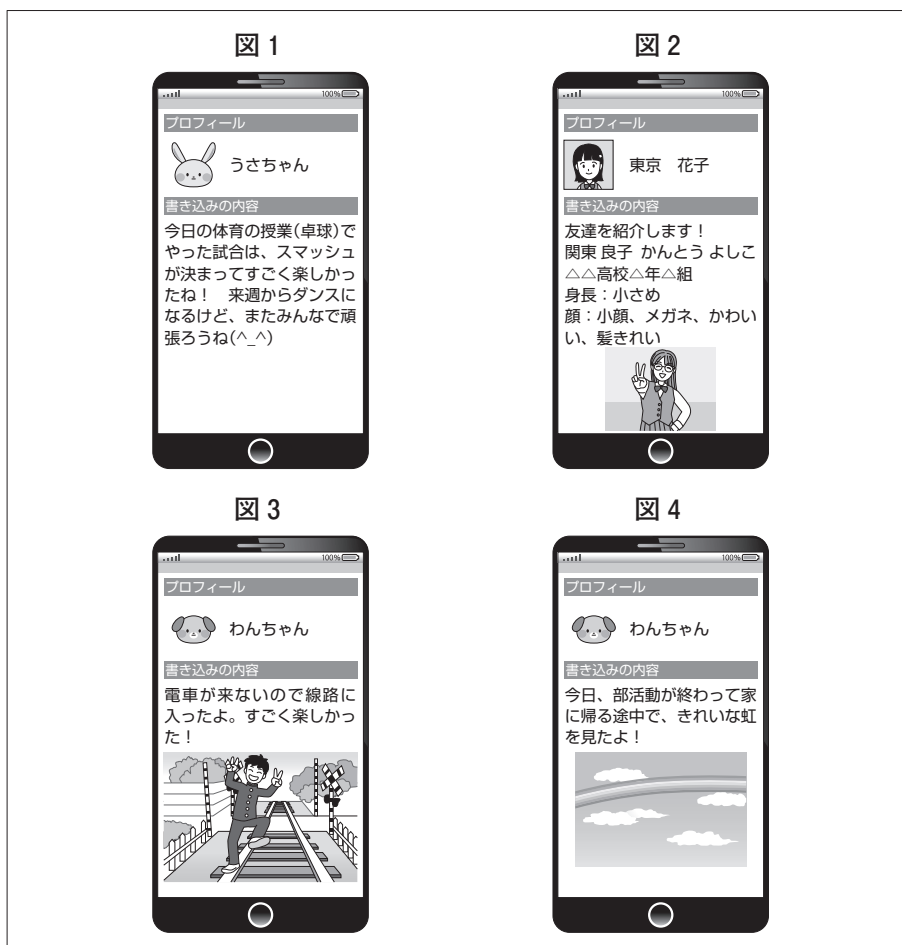 図1
100%
プロフィール
うさちゃん
書き込みの内容
今日の体育の授業(卓球)で
やった試合は、スマッシュ
が決まってすごく楽しかっ
たね！　来週からダンスに
なるけど、またみんなで頑
張ろうね(^_^)
図2
100%
プロフィール
東京　花子
書き込みの内容
友達を紹介します！
関東 良子 かんとう よしこ
△△高校△年△組
身長：小さめ
顔：小顔、メガネ、かわい
い、髪きれい
図3
100%
プロフィール
わんちゃん
書き込みの内容
電車が来ないので線路に
入ったよ。すごく楽しかっ
た！
図4
100%
プロフィール
わんちゃん
書き込みの内容
今日、部活動が終わって家
に帰る途中で、きれいな虹
を見たよ！